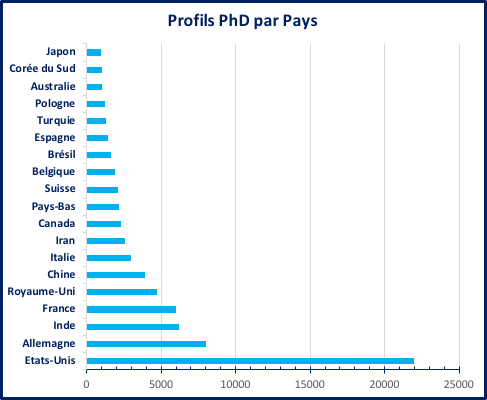 Profils PhD par Pays
Japon
Corée du Sud
Australie
Pologne
Turquie
Espagne
Brésil
Belgique
Suisse
Pays-Bas
Canada
Iran
Italie
Chine
Royaume-Uni
France
Inde
Allemagne
Etats-Unis
0 5000 10000 15000 20000 25000